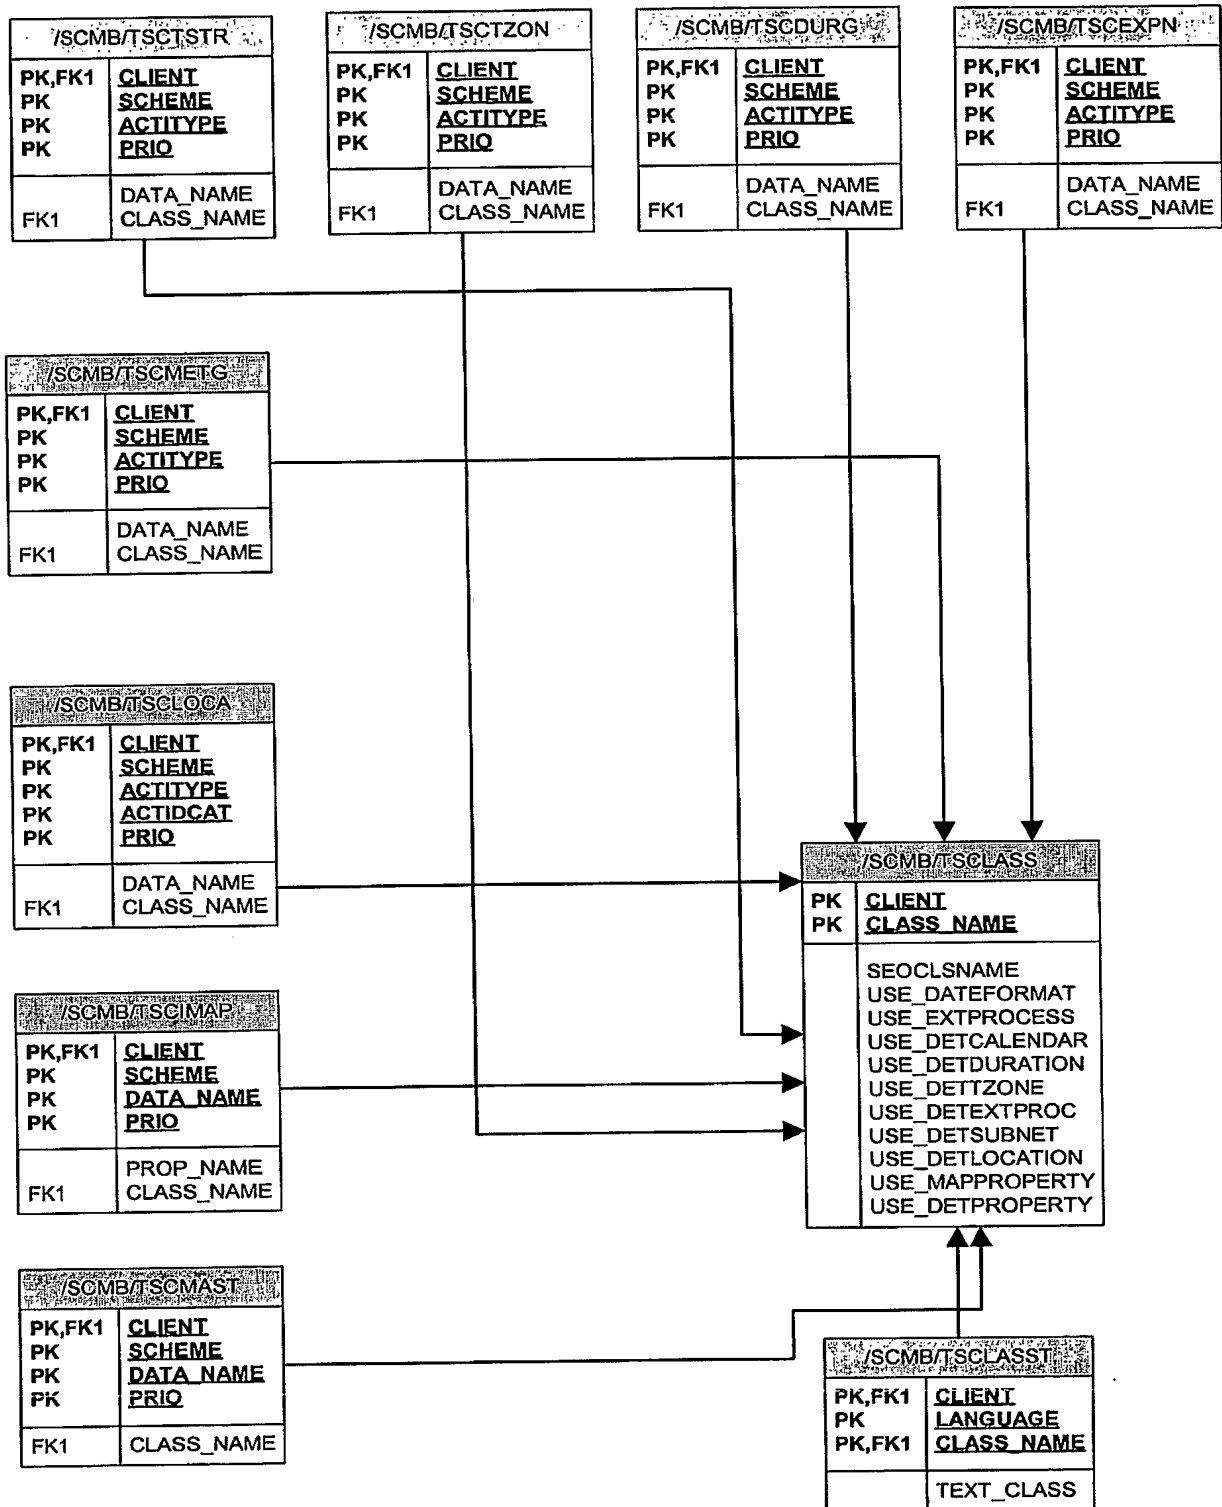 /SCMB/TSCTSTR
PK,FK1 CLIENT
PK SCHEME
PK ACTITYPE
PK PRIO
DATA_NAME
FK1 CLASS_NAME
/SCMB/TSCTZON
PK,FK1 CLIENT
PK SCHEME
PK ACTITYPE
PK PRIO
DATA_NAME
FK1 CLASS_NAME
/SCMB/TSCDURG
PK,FK1 CLIENT
PK SCHEME
PK ACTITYPE
PK PRIO
DATA_NAME
FK1 CLASS_NAME
/SCMB/TSCEXPN
PK,FK1 CLIENT
PK SCHEME
PK ACTITYPE
PK PRIO
DATA_NAME
FK1 CLASS_NAME
/SCMB/TSCMETG
PK,FK1 CLIENT
PK SCHEME
PK ACTITYPE
PK PRIO
DATA_NAME
FK1 CLASS_NAME
/SCMB/TSCLOCA
PK,FK1 CLIENT
PK SCHEME
PK ACTITYPE
PK ACTIDCAT
PK PRIO
DATA_NAME
FK1 CLASS_NAME
/SCMB/TSCLASS
PK CLIENT
PK CLASS_NAME
SEOCLSNAME
USE_DATEFORMAT
USE_EXTPROCESS
USE_DETCALENDAR
USE_DETDURATION
USE_DETTZONE
USE_DETEXTPROC
USE_DETSUBNET
USE_DETLOCATION
USE_MAPPROPERTY
USE_DETPROPERTY
/SCMB/TSCIMAP
PK,FK1 CLIENT
PK SCHEME
PK DATA_NAME
PK PRIO
PROP_NAME
FK1 CLASS_NAME
/SCMB/TSCMAST
PK,FK1 CLIENT
PK SCHEME
PK DATA_NAME
PK PRIO
FK1 CLASS_NAME
/SCMB/TSCLASST
PK,FK1 CLIENT
PK LANGUAGE
PK,FK1 CLASS_NAME
TEXT_CLASS